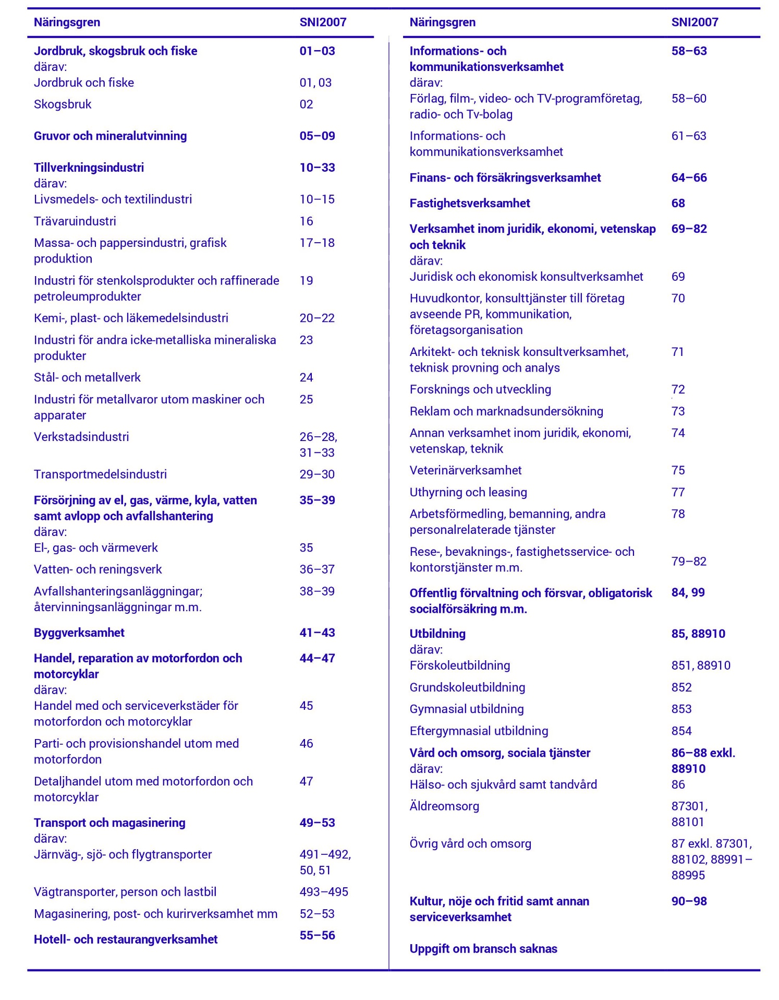 Näringsgren SNI2007
Jordbruk, skogsbruk och fiske 01–03
därav:
Jordbruk och fiske 01, 03
Skogsbruk 02
Gruvor och mineralutvinning 05–09
Tillverkningsindustri 10–33
därav:
Livsmedels- och textilindustri 10–15
Trävaruindustri 16
Massa- och pappersindustri, grafisk 17–18
produktion
Industri för stenkolsprodukter och raffinerade 19
petroleumprodukter
Kemi-, plast- och läkemedelsindustri 20–22
Industri för andra icke-metalliska mineraliska 23
produkter
Stål- och metallverk 24
Industri för metallvaror utom maskiner och 25
apparater
Verkstadsindustri 26–28,
31–33
Transportmedelsindustri 29–30
Försörjning av el, gas, värme, kyla, vatten 35–39
samt avlopp och avfallshantering
därav:
El-, gas- och värmeverk 35
Vatten- och reningsverk 36–37
Avfallshanteringsanläggningar; 38–39
återvinningsanläggningar m.m.
Byggverksamhet 41–43
Handel, reparation av motorfordon och 44–47
motorcyklar
därav:
Handel med och serviceverkstäder för 45
motorfordon och motorcyklar
Parti- och provisionshandel utom med 46
motorfordon
Detaljhandel utom med motorfordon och 47
motorcyklar
Transport och magasinering 49–53
därav:
Järnväg-, sjö- och flygtransporter 491–492,
50, 51
Vägtransporter, person och lastbil 493–495
Magasinering, post- och kurirverksamhet mm 52–53
Hotell- och restaurangverksamhet 55–56
Näringsgren SNI2007
Informations- och 58–63
kommunikationsverksamhet
därav:
Förlag, film-, video- och TV-programföretag, 58–60
radio- och Tv-bolag
Informations- och 61–63
kommunikationsverksamhet
Finans- och försäkringsverksamhet 64–66
Fastighetsverksamhet 68
Verksamhet inom juridik, ekonomi, vetenskap 69–82
och teknik
därav:
Juridisk och ekonomisk konsultverksamhet 69
Huvudkontor, konsulttjänster till företag 70
avseende PR, kommunikation,
företagsorganisation
Arkitekt- och teknisk konsultverksamhet, 71
teknisk provning och analys
Forsknings och utveckling 72
Reklam och marknadsundersökning 73
Annan verksamhet inom juridik, ekonomi, 74
vetenskap, teknik
Veterinärverksamhet 75
Uthyrning och leasing 77
Arbetsförmedling, bemanning, andra 78
personalrelaterade tjänster
Rese-, bevaknings-, fastighetsservice- och
kontorstjänster m.m. 79–82
Offentlig förvaltning och försvar, obligatorisk 84, 99
socialförsäkring m.m.
Utbildning 85, 88910
därav:
Förskoleutbildning 851, 88910
Grundskoleutbildning 852
Gymnasial utbildning 853
Eftergymnasial utbildning 854
Vård och omsorg, sociala tjänster 86–88 exkl.
därav: 88910
Hälso- och sjukvård samt tandvård 86
Äldreomsorg 87301,
88101
Övrig vård och omsorg 87 exkl. 87301,
88102, 88991–
88995
Kultur, nöje och fritid samt annan 90–98
serviceverksamhet
Uppgift om bransch saknas